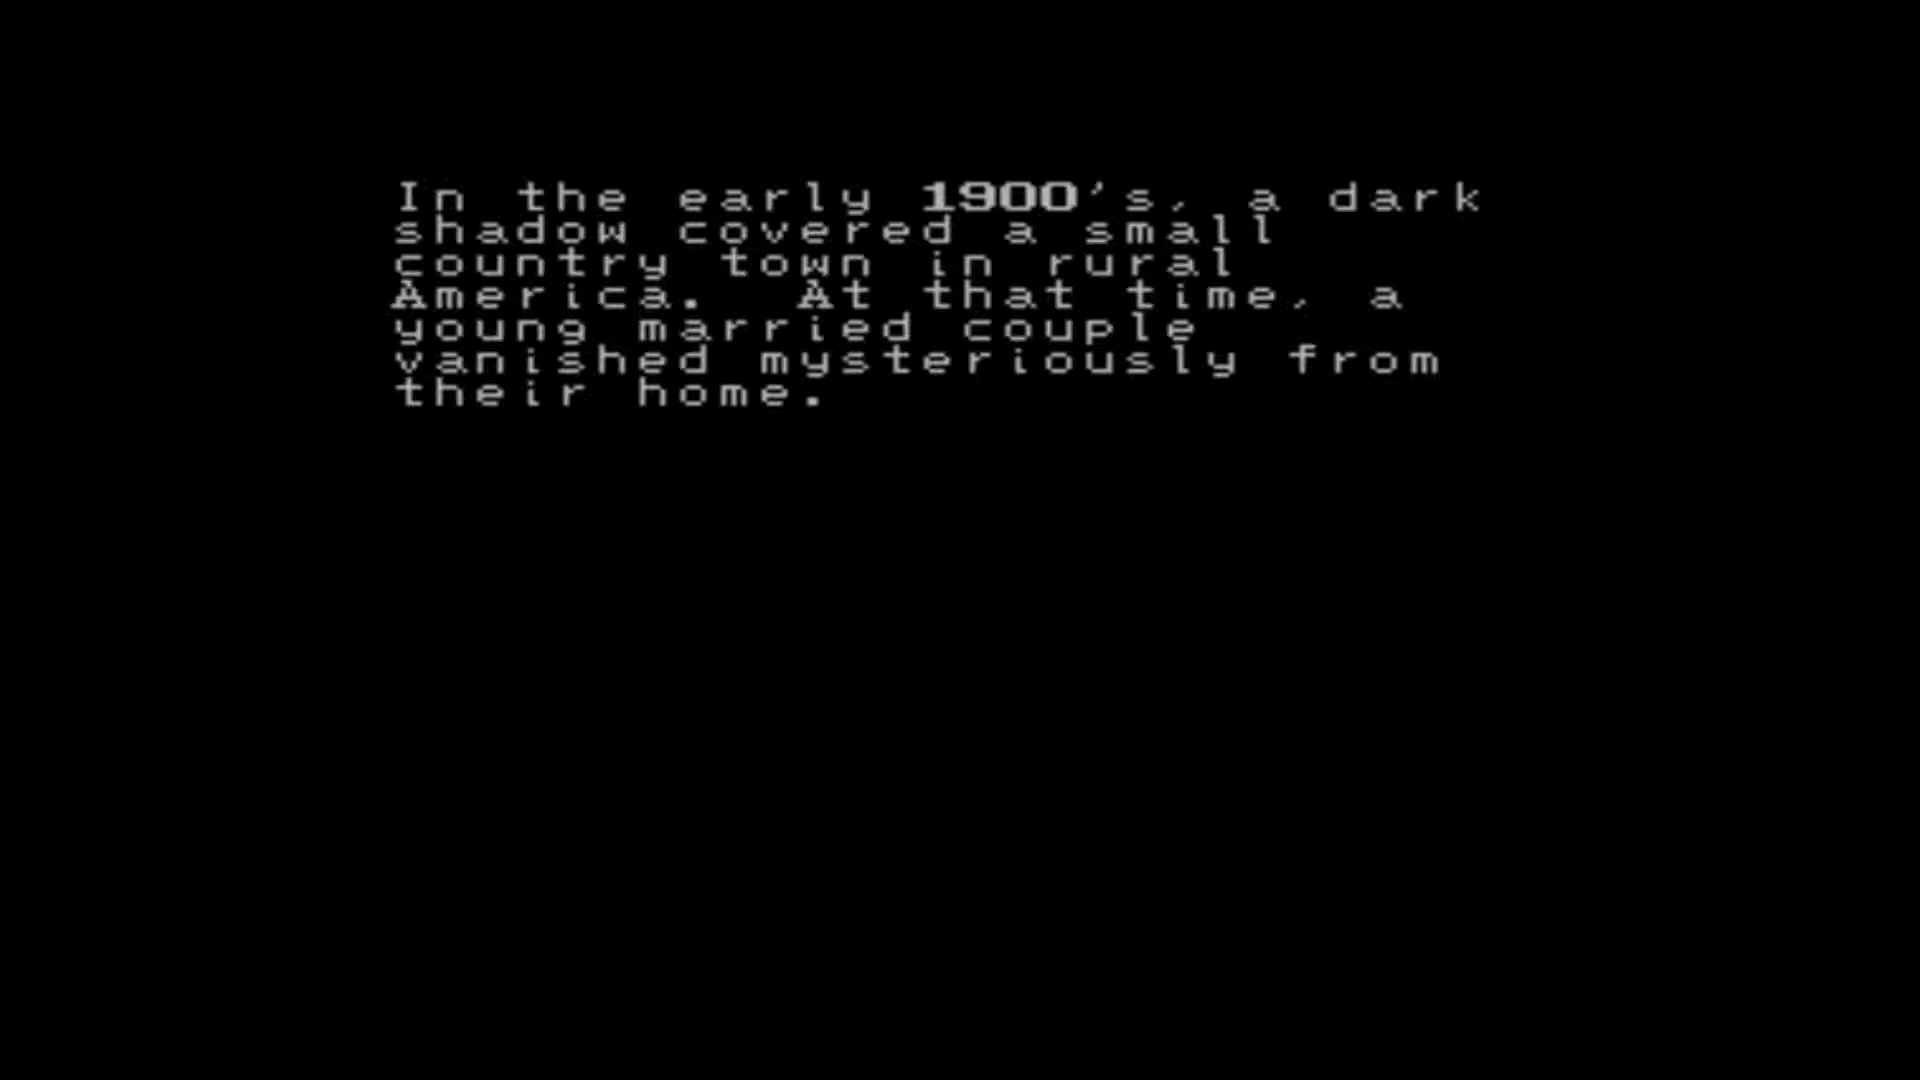 In the early 1900's, a dark
shadow covered a small
country town in rural
America.  At that time, a
young married couple
vanished mysteriously from
their home.